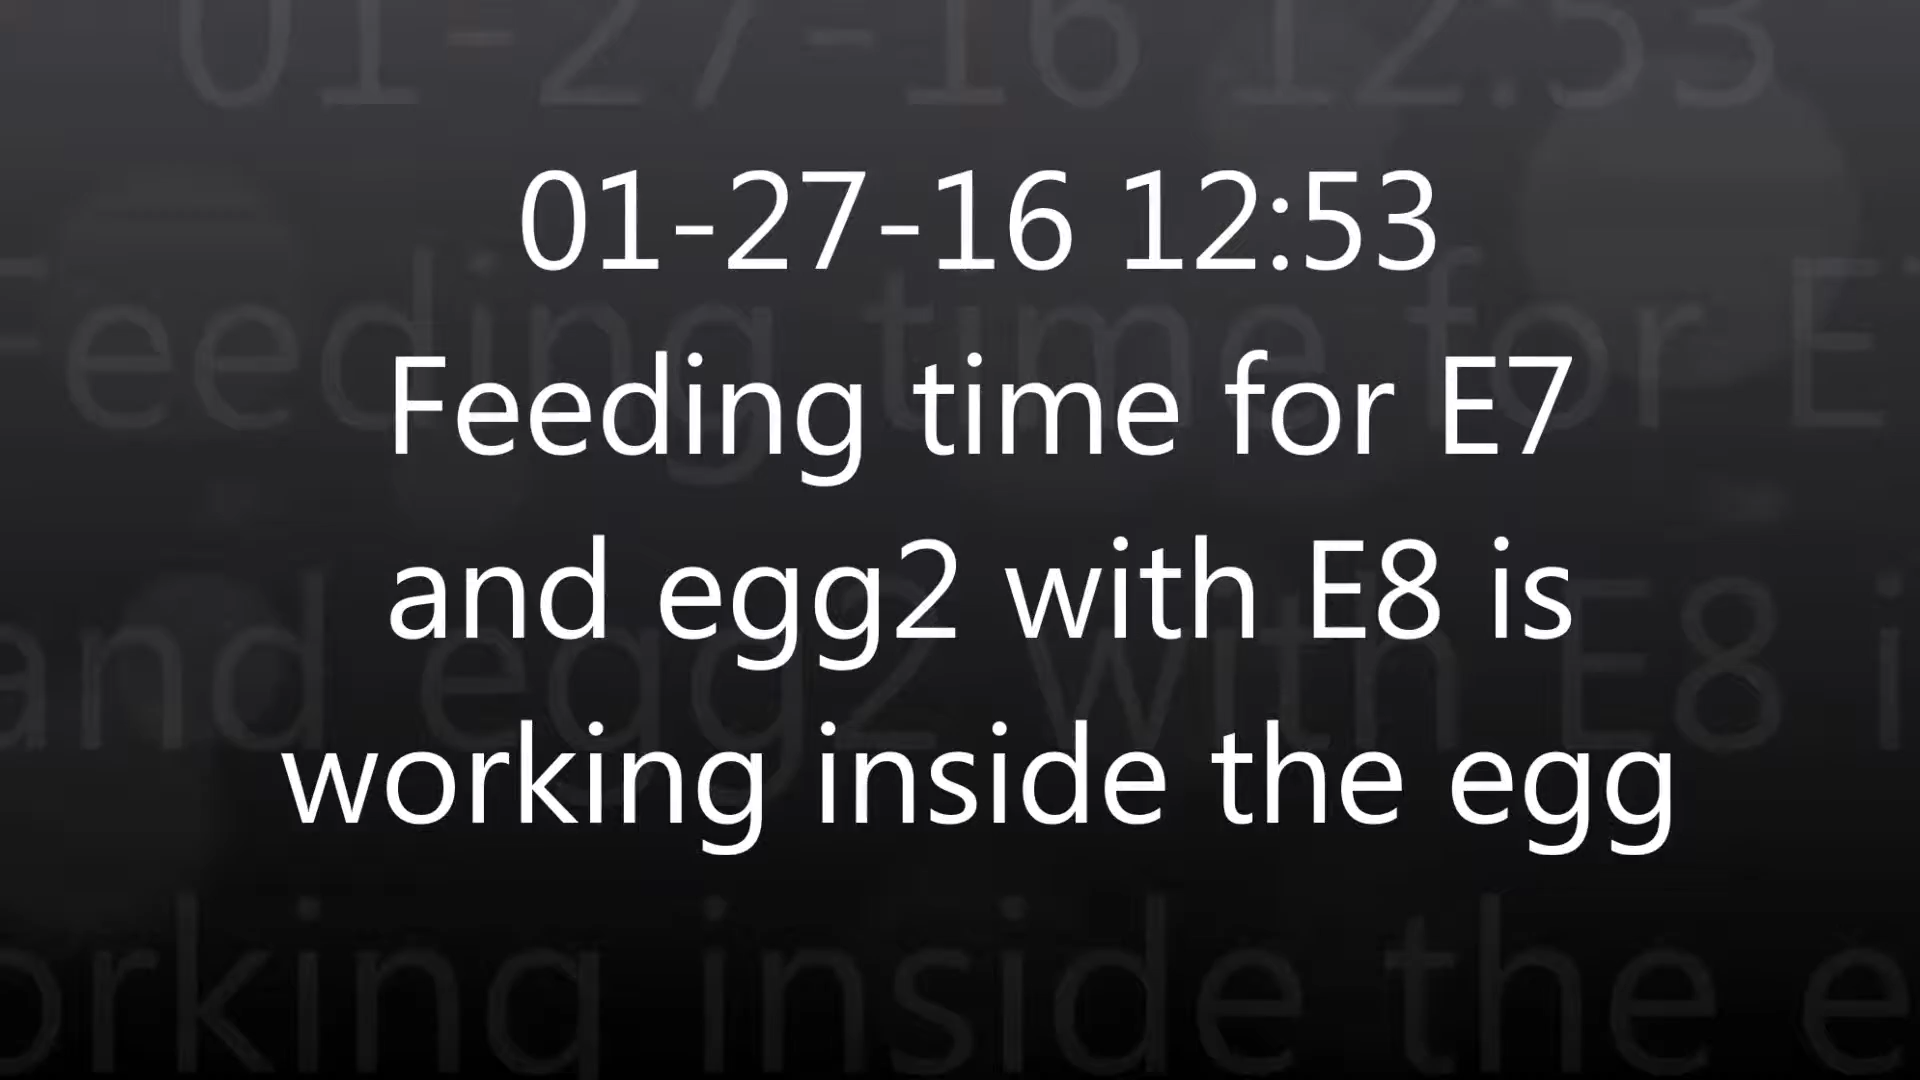 01-27-16 12:53
Feeding time for E7
and egg2 with E8 is
working inside the egg